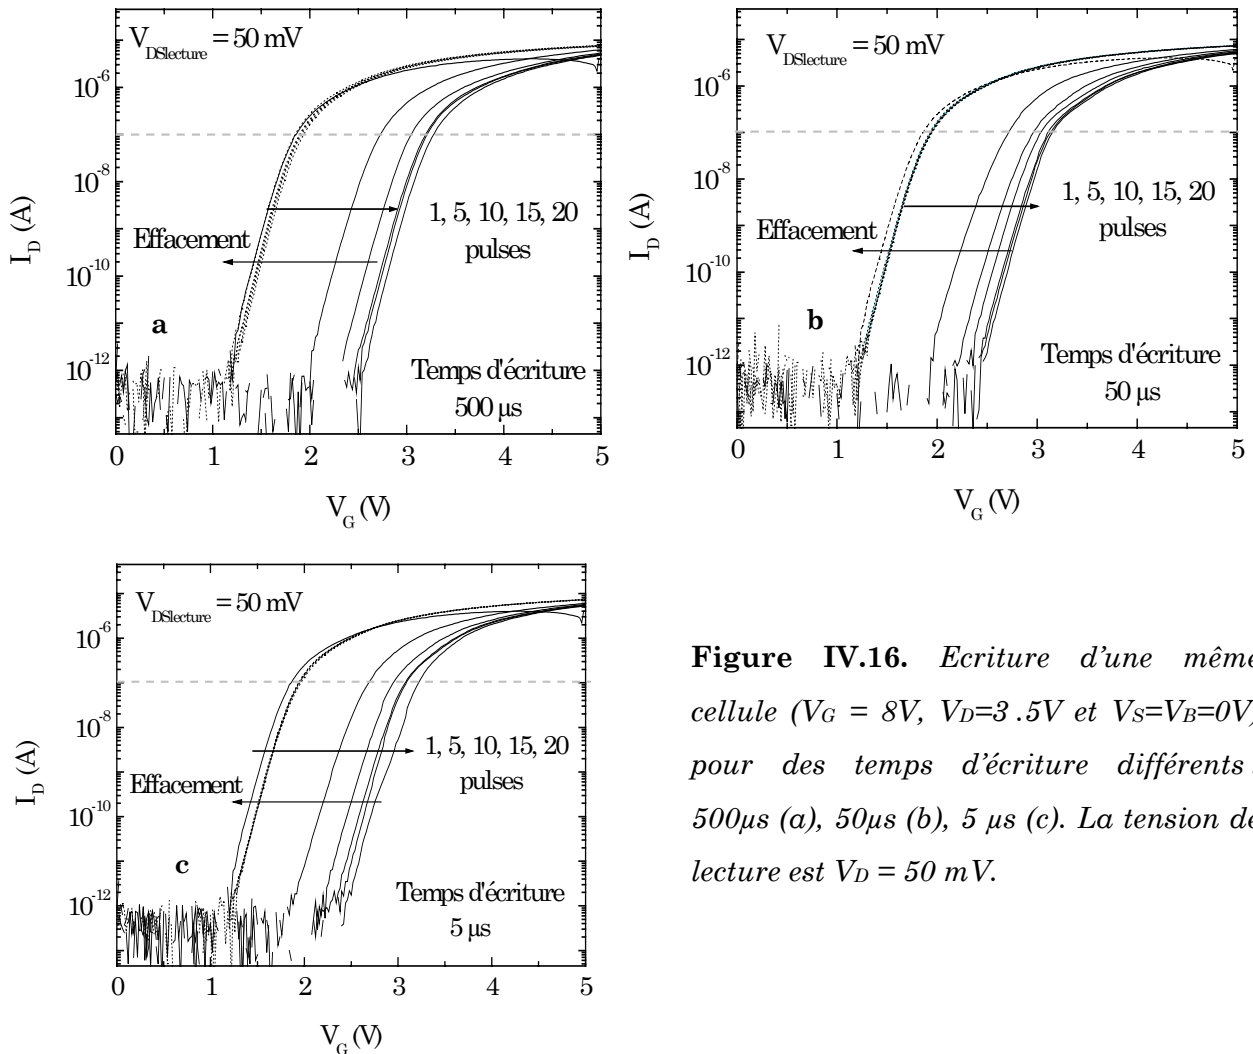 V_DSlecture = 50 mV
10^-6
10^-8
10^-10
10^-12
I_D (A)
Effacement
1, 5, 10, 15, 20
pulses
a
Temps d'écriture
500 µs
0 1 2 3 4 5
V_G (V)
V_DSlecture = 50 mV
10^-6
10^-8
10^-10
10^-12
I_D (A)
Effacement
1, 5, 10, 15, 20
pulses
b
Temps d'écriture
50 µs
0 1 2 3 4 5
V_G (V)
V_DSlecture = 50 mV
10^-6
10^-8
10^-10
10^-12
I_D (A)
Effacement
1, 5, 10, 15, 20
pulses
c
Temps d'écriture
5 µs
0 1 2 3 4 5
V_G (V)
Figure IV.16. Ecriture d'une même
cellule (V_G = 8V, V_D=3 .5V et V_S=V_B=0V)
pour des temps d'écriture différents :
500µs (a), 50µs (b), 5 µs (c). La tension de
lecture est V_D = 50 mV.